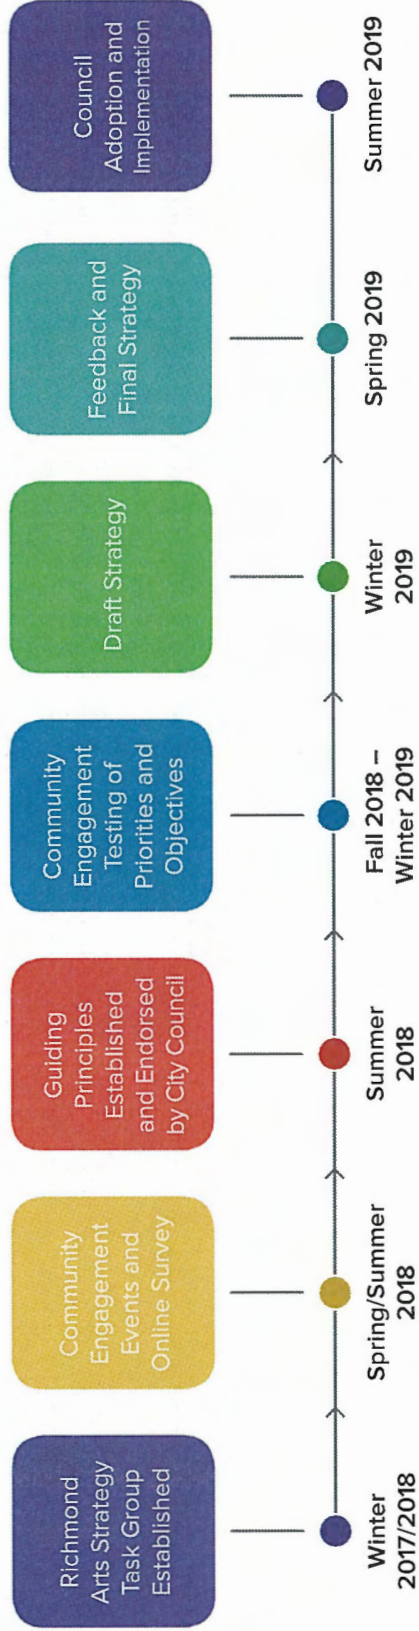 Richmond
Arts Strategy
Task Group
Established
Winter
2017/2018
Community
Engagement
Events and
Online Survey
Spring/Summer
2018
Guiding
Principles
Established
and Endorsed
by City Council
Summer
2018
Community
Engagement
Testing of
Priorities and
Objectives
Fall 2018 –
Winter 2019
Draft Strategy
Winter
2019
Feedback and
Final Strategy
Spring 2019
Council
Adoption and
Implementation
Summer 2019